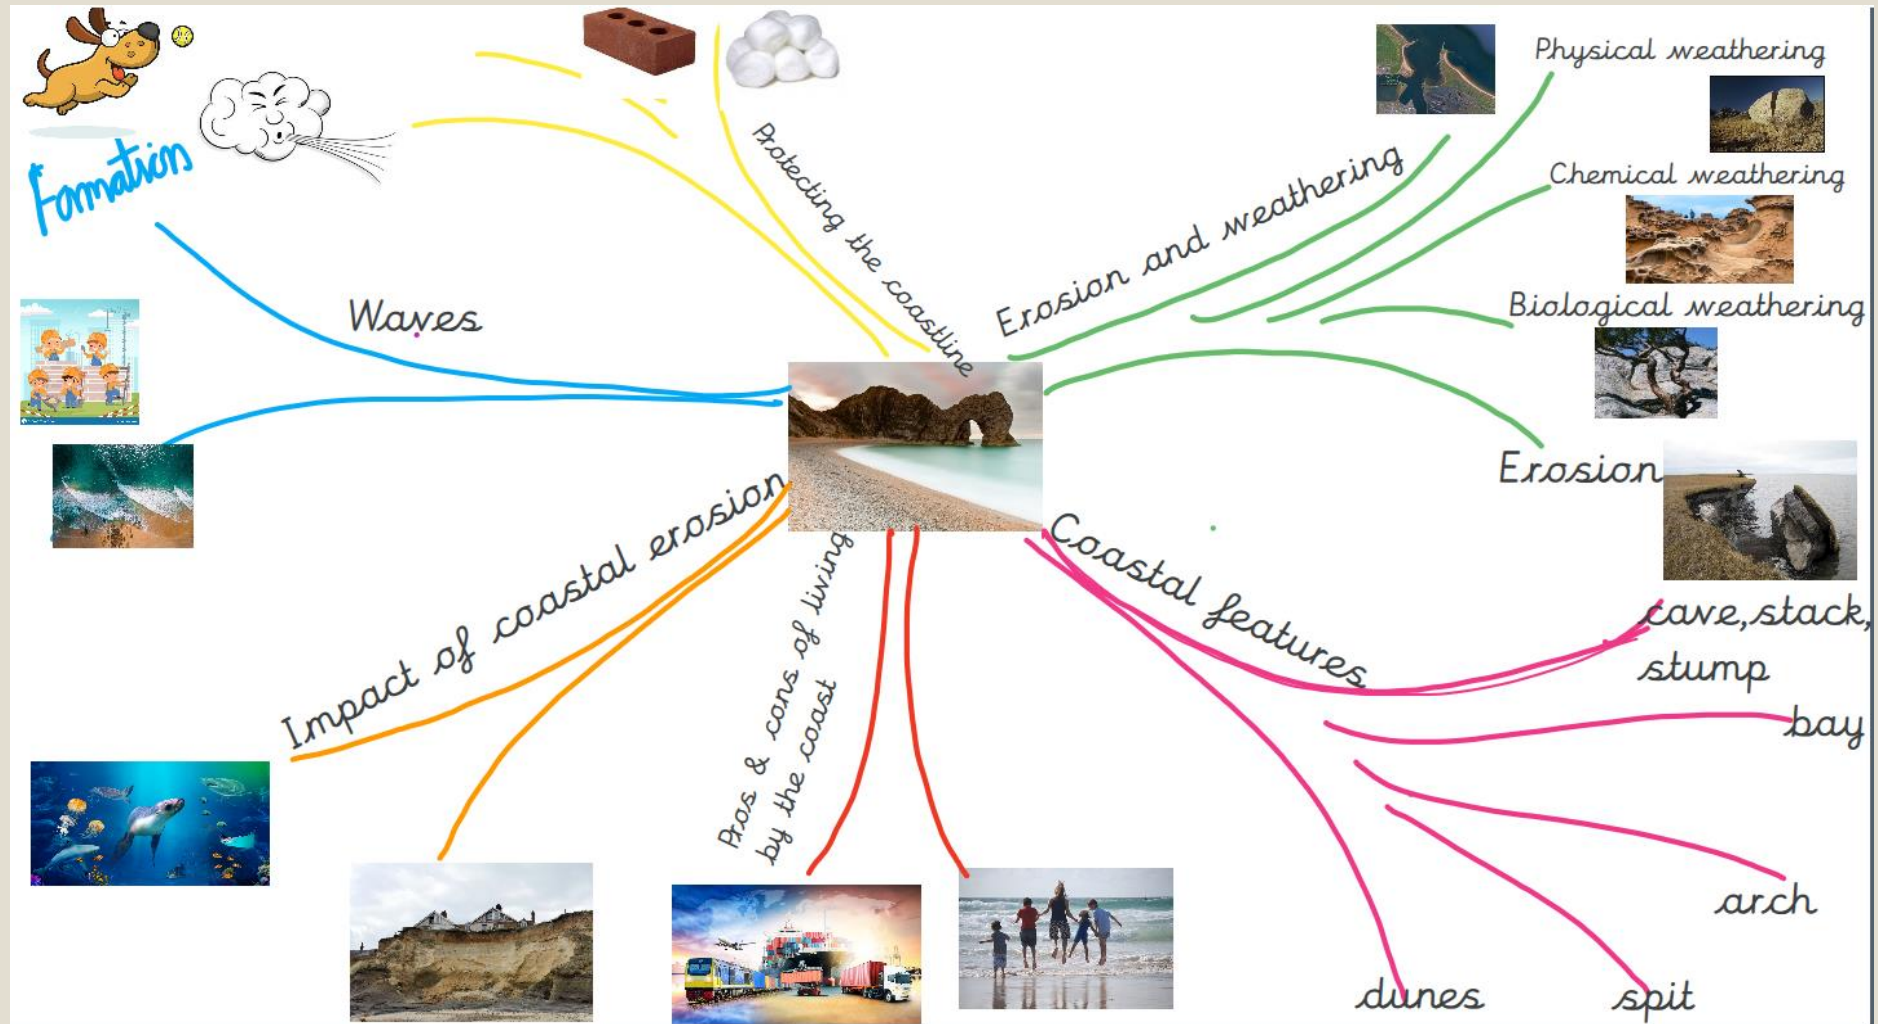 Formation
Waves
Protecting the coastline
Erosion and weathering
Physical weathering
Chemical weathering
Biological weathering
Erosion
Coastal features
cave, stack,
stump
bay
arch
spit
dunes
Pros & cons of living
by the coast
Impact of coastal erosion